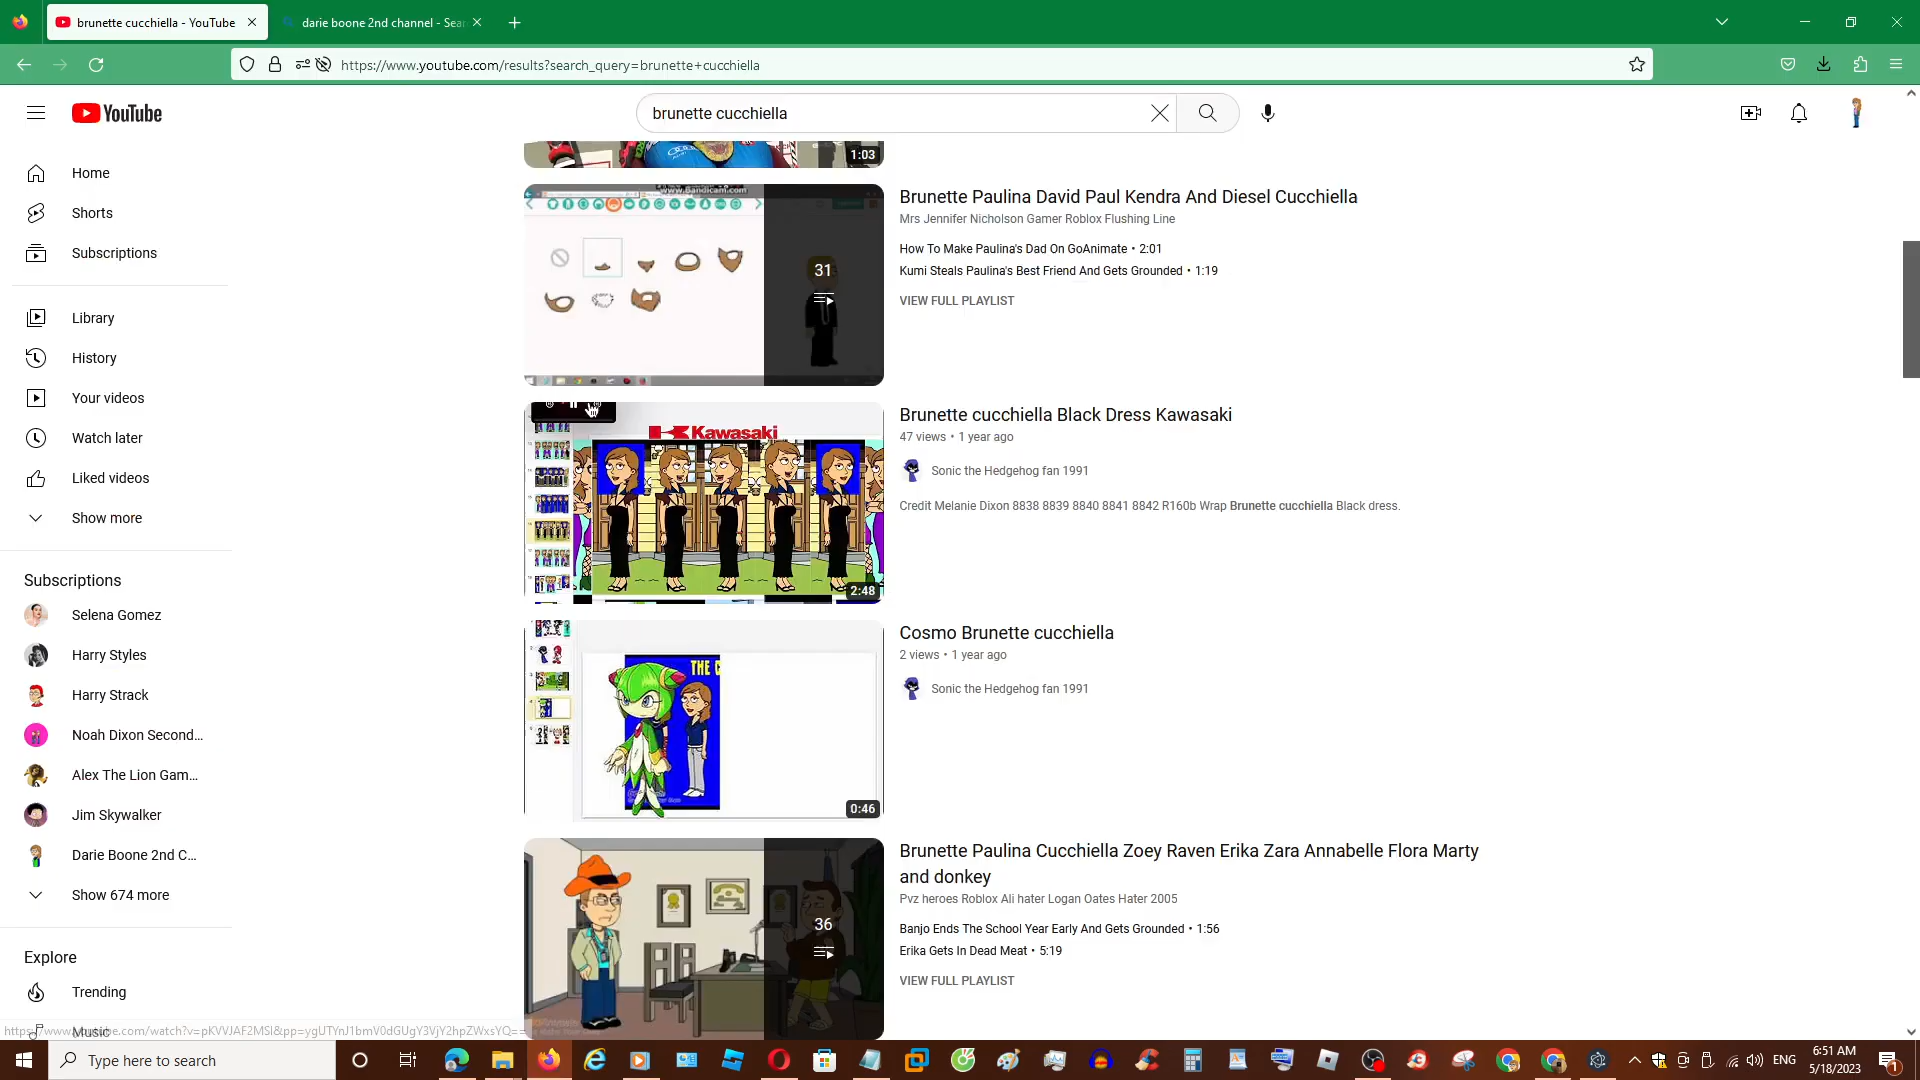 brunette cucchiella - YouTube
darie boone 2nd channel - Sear
https://www.youtube.com/results?search_query=brunette+cucchiella
YouTube
brunette cucchiella
Home
Shorts
Subscriptions
Library
History
Your videos
Watch later
Liked videos
Show more
Subscriptions
Selena Gomez
Harry Styles
Harry Strack
Noah Dixon Second...
Alex The Lion Gam...
Jim Skywalker
Darie Boone 2nd C...
Show 674 more
Explore
Trending
Music
1:03
www.Bandicam.com
31
Brunette Paulina David Paul Kendra And Diesel Cucchiella
Mrs Jennifer Nicholson Gamer Roblox Flushing Line
How To Make Paulina's Dad On GoAnimate • 2:01
Kumi Steals Paulina's Best Friend And Gets Grounded • 1:19
VIEW FULL PLAYLIST
Kawasaki
2:48
Brunette cucchiella Black Dress Kawasaki
47 views • 1 year ago
Sonic the Hedgehog fan 1991
Credit Melanie Dixon 8838 8839 8840 8841 8842 R160b Wrap Brunette cucchiella Black dress.
THE G
0:46
Cosmo Brunette cucchiella
2 views • 1 year ago
Sonic the Hedgehog fan 1991
36
Brunette Paulina Cucchiella Zoey Raven Erika Zara Annabelle Flora Marty
and donkey
Pvz heroes Roblox Ali hater Logan Oates Hater 2005
Banjo Ends The School Year Early And Gets Grounded • 1:56
Erika Gets In Dead Meat • 5:19
VIEW FULL PLAYLIST
Type here to search
ENG
6:51 AM
5/18/2023
1